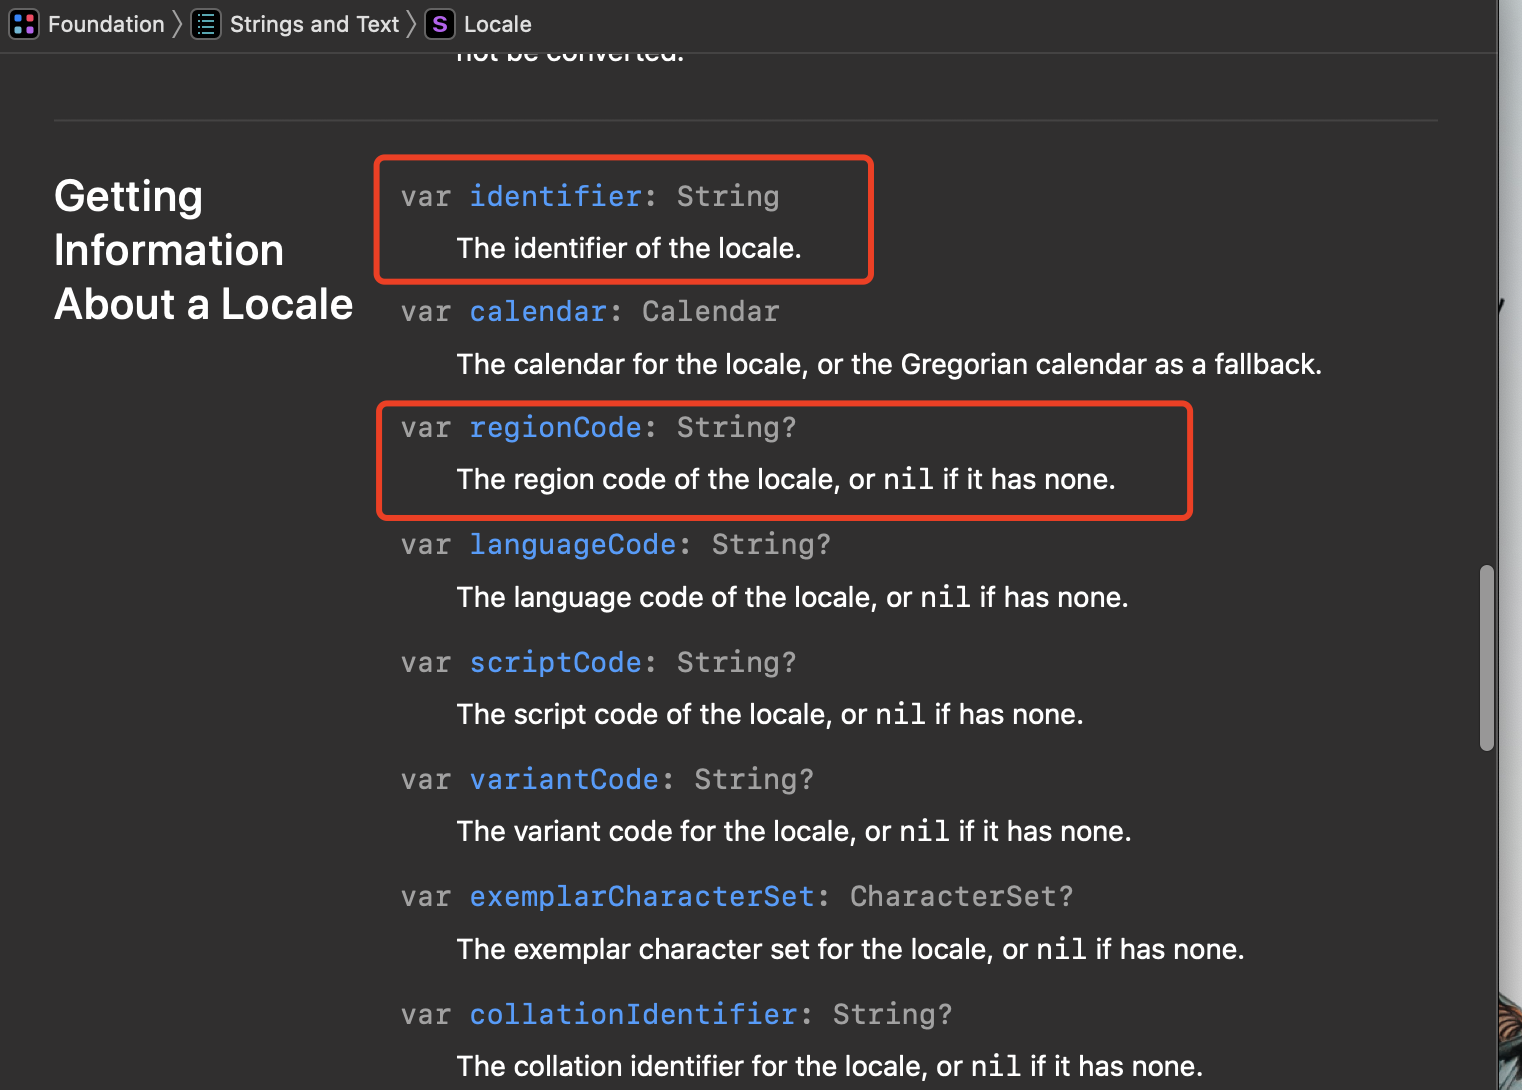 Foundation 〉 Strings and Text 〉 S Locale
not be converted.
Getting
Information
About a Locale
var identifier: String
The identifier of the locale.
var calendar: Calendar
The calendar for the locale, or the Gregorian calendar as a fallback.
var regionCode: String?
The region code of the locale, or nil if it has none.
var languageCode: String?
The language code of the locale, or nil if has none.
var scriptCode: String?
The script code of the locale, or nil if has none.
var variantCode: String?
The variant code for the locale, or nil if it has none.
var exemplarCharacterSet: CharacterSet?
The exemplar character set for the locale, or nil if has none.
var collationIdentifier: String?
The collation identifier for the locale, or nil if it has none.